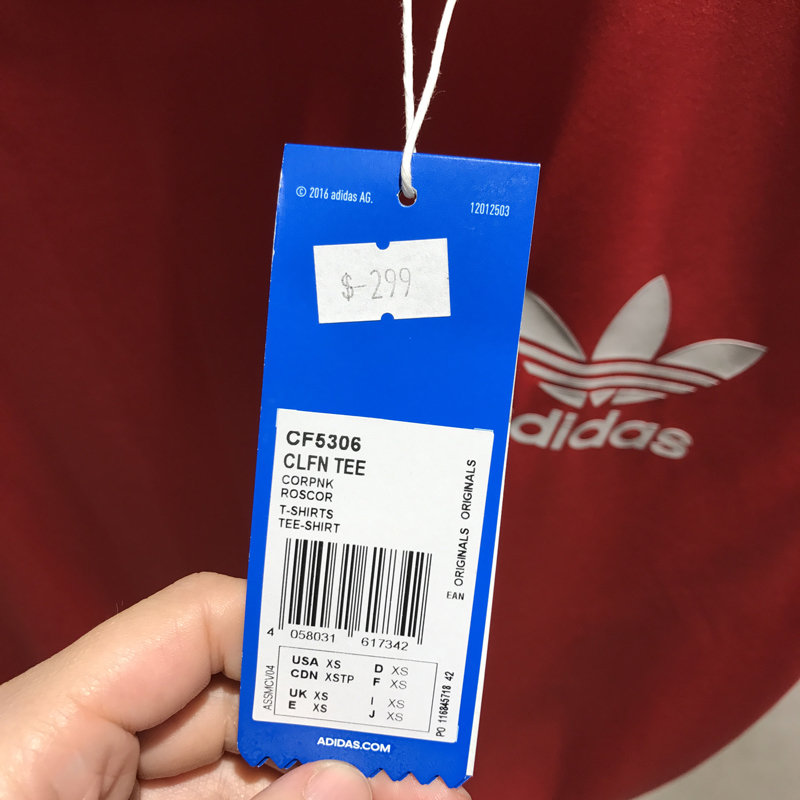 © 2016 adidas AG.
12012503
$-299
adidas
CF5306
CLFN TEE
CORPNK
ROSCOR
T-SHIRTS
TEE-SHIRT
EAN ORIGINALS ORIGINALS
4 058031 617342
ASSMCV04
USA XS D XS
CDN XSTP F XS
UK XS I XS
E XS J XS
PO 116845718 42
ADIDAS.COM